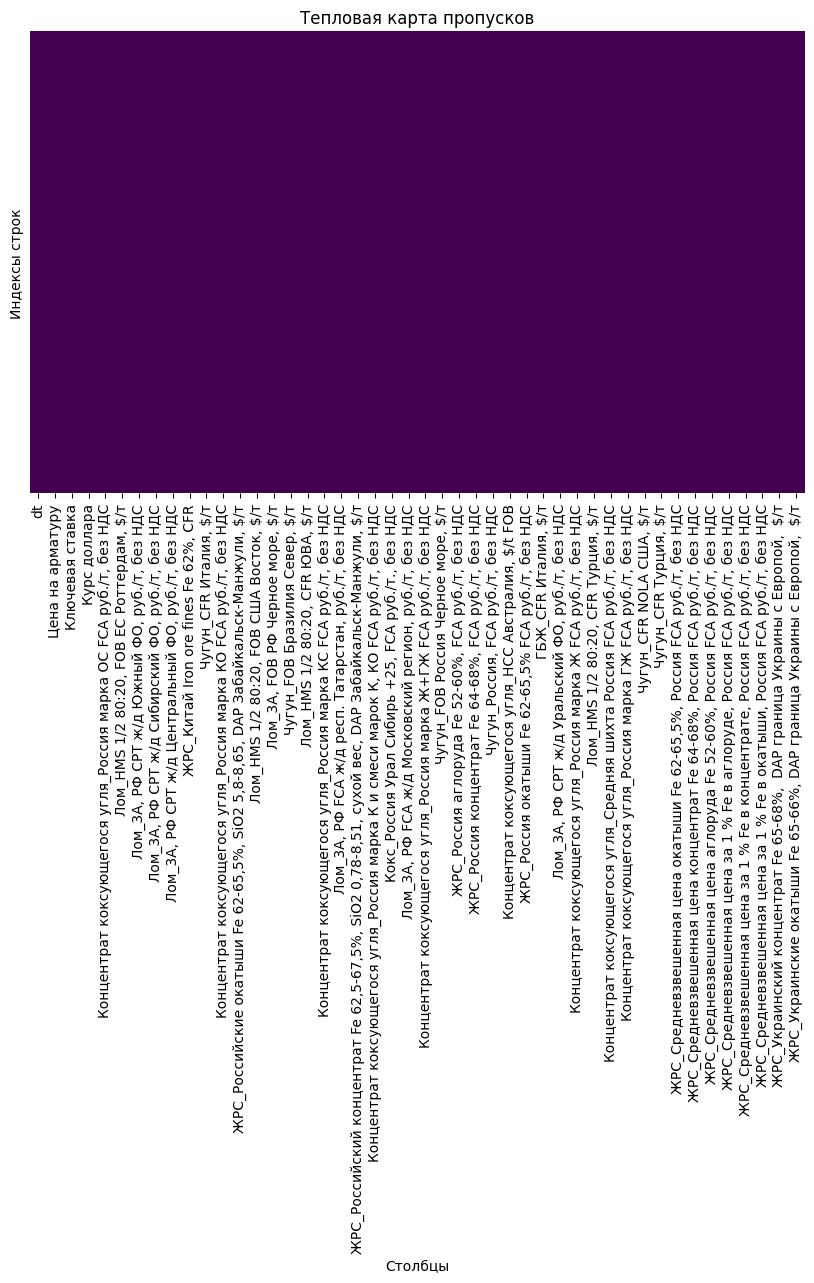 Тепловая карта пропусков
Индексы строк
dt
Цена на арматуру
Ключевая ставка
Курс доллара
Концентрат коксующегося угля_Россия марка ОС FCA руб./т, без НДС
Лом_HMS 1/2 80:20, FOB ЕС Роттердам, $/т
Лом_3А, РФ CPT ж/д Южный ФО, руб./т, без НДС
Лом_3А, РФ CPT ж/д Сибирский ФО, руб./т, без НДС
Лом_3А, РФ CPT ж/д Центральный ФО, руб./т, без НДС
ЖРС_Китай Iron ore fines Fe 62%, CFR
Чугун_CFR Италия, $/т
Концентрат коксующегося угля_Россия марка КО FCA руб./т, без НДС
ЖРС_Российские окатыши Fe 62-65,5%, SiO2 5,8-8,65, DAP Забайкальск-Манжули, $/т
Лом_HMS 1/2 80:20, FOB США Восток, $/т
Лом_3А, FOB РФ Черное море, $/т
Чугун_FOB Бразилия Север, $/т
Лом_HMS 1/2 80:20, CFR ЮВА, $/т
Концентрат коксующегося угля_Россия марка КС FCA руб./т, без НДС
Лом_3А, РФ FCA ж/д респ. Татарстан, руб./т, без НДС
ЖРС_Российский концентрат Fe 62,5-67,5%, SiO2 0,78-8,51, сухой вес, DAP Забайкальск-Манжули, $/т
Концентрат коксующегося угля_Россия марка К и смеси марок К, КО FCA руб./т, без НДС
Кокс_Россия Урал Сибирь +25, FCA руб./т., без НДС
Лом_3А, РФ FCA ж/д Московский регион, руб./т, без НДС
Концентрат коксующегося угля_Россия марка Ж+ГЖ FCA руб./т, без НДС
Чугун_FOB Россия Черное море, $/т
ЖРС_Россия аглоруда Fe 52-60%, FCA руб./т, без НДС
ЖРС_Россия концентрат Fe 64-68%, FCA руб./т, без НДС
Чугун_Россия, FCA руб./т, без НДС
Концентрат коксующегося угля_HCC Австралия, $/t FOB
ЖРС_Россия окатыши Fe 62-65,5% FCA руб./т, без НДС
ГБЖ_CFR Италия, $/т
Лом_3А, РФ CPT ж/д Уральский ФО, руб./т, без НДС
Концентрат коксующегося угля_Россия марка Ж FCA руб./т, без НДС
Лом_HMS 1/2 80:20, CFR Турция, $/т
Концентрат коксующегося угля_Средняя шихта Россия FCA руб./т, без НДС
Концентрат коксующегося угля_Россия марка ГЖ FCA руб./т, без НДС
Чугун_CFR NOLA США, $/т
Чугун_CFR Турция, $/т
ЖРС_Средневзвешенная цена окатыши Fe 62-65,5%, Россия FCA руб./т, без НДС
ЖРС_Средневзвешенная цена концентрат Fe 64-68%, Россия FCA руб./т, без НДС
ЖРС_Средневзвешенная цена аглоруда Fe 52-60%, Россия FCA руб./т, без НДС
ЖРС_Средневзвешенная цена за 1 % Fe в аглоруде, Россия FCA руб./т, без НДС
ЖРС_Средневзвешенная цена за 1 % Fe в концентрате, Россия FCA руб./т, без НДС
ЖРС_Средневзвешенная цена за 1 % Fe в окатыши, Россия FCA руб./т, без НДС
ЖРС_Украинский концентрат Fe 65-68%, DAP граница Украины с Европой, $/т
ЖРС_Украинские окатыши Fe 65-66%, DAP граница Украины с Европой, $/т
Столбцы